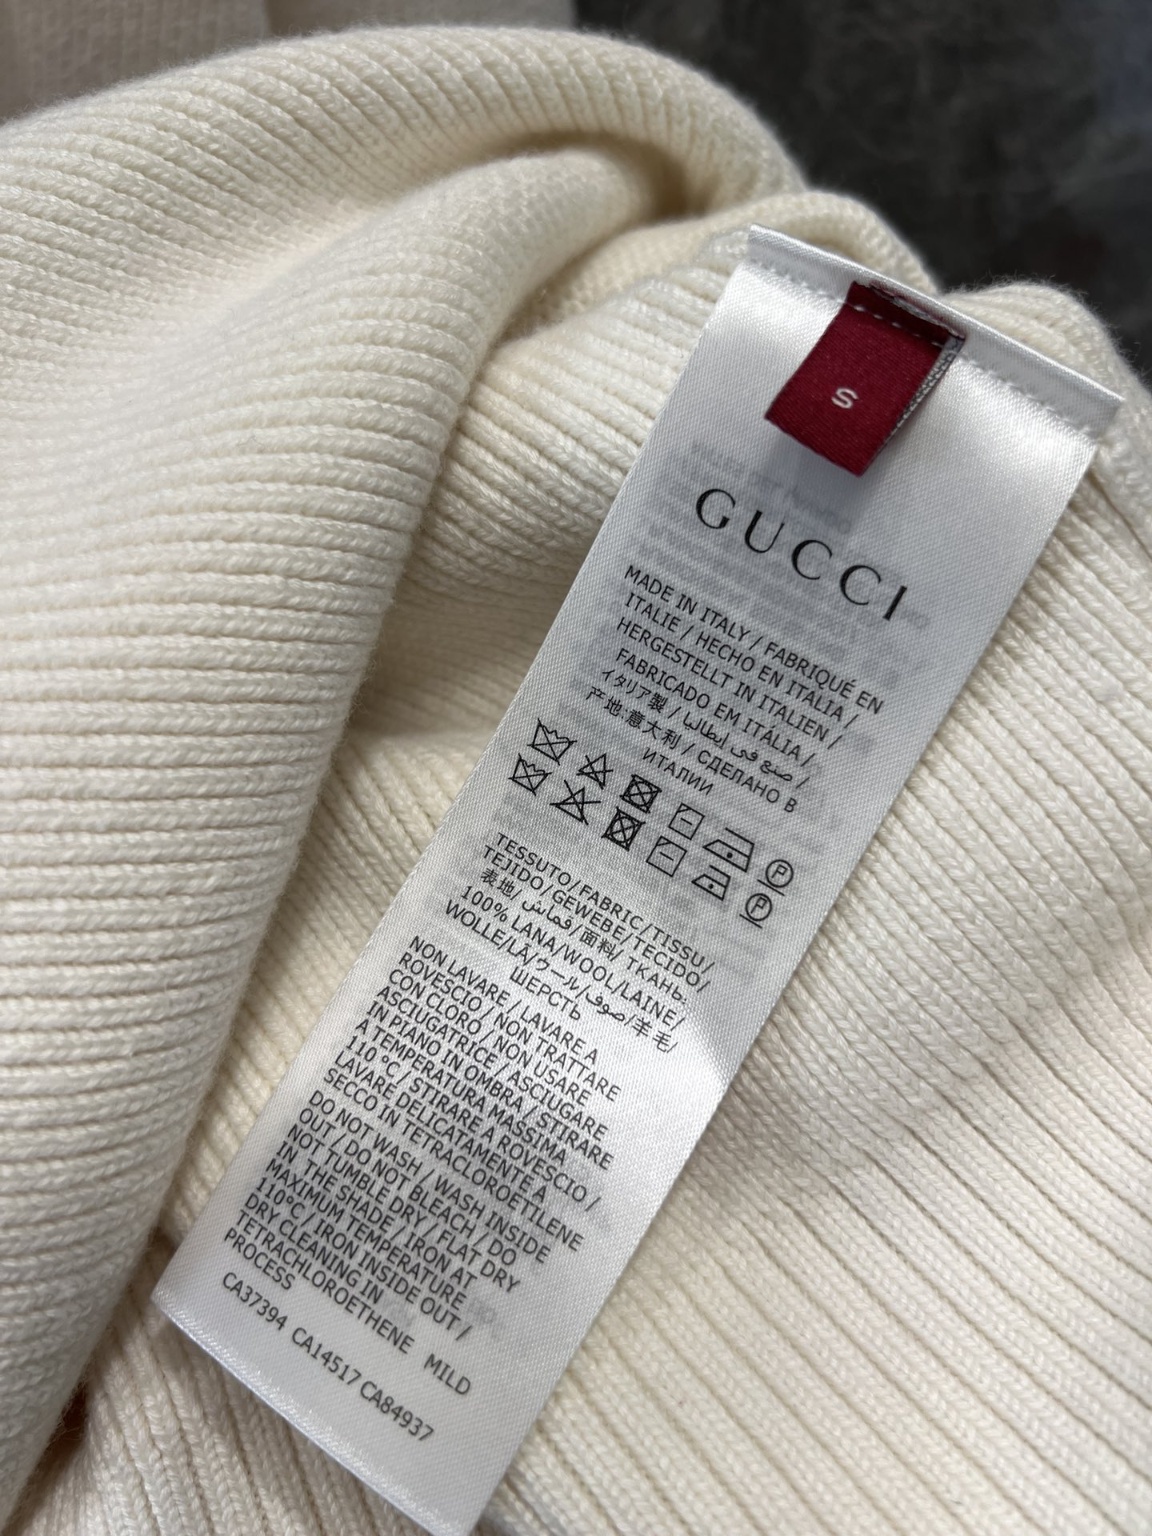 S
GUCCI
MADE IN ITALY / FABRIQUÉ EN
ITALIE / HECHO EN ITALIA /
HERGESTELLT IN ITALIEN /
FABRICADO EM ITÁLIA /
イタリア製 / صنع في إيطاليا /
产地:意大利 / СДЕЛАНО В
ИТАЛИИ
P
P
TESSUTO/FABRIC/TISSU/
TEJIDO/GEWEBE/TECIDO/
表地/ قماش/面料/ ТКАНЬ:
100% LANA/WOOL/LAINE/
WOLLE/LÃ/ウール/صوف/羊毛/
ШЕРСТЬ
NON LAVARE / LAVARE A
ROVESCIO / NON TRATTARE
CON CLORO / NON USARE
ASCIUGATRICE / ASCIUGARE
IN PIANO IN OMBRA / STIRARE
A TEMPERATURA MASSIMA
110 °C / STIRARE A ROVESCIO /
LAVARE DELICATAMENTE A
SECCO IN TETRACLOROETILENE
DO NOT WASH / WASH INSIDE
OUT / DO NOT BLEACH / DO
NOT TUMBLE DRY / FLAT DRY
IN THE SHADE / IRON AT
MAXIMUM TEMPERATURE
110°C / IRON INSIDE OUT /
DRY CLEANING IN
TETRACHLOROETHENE MILD
PROCESS
CA37394 CA14517 CA84937